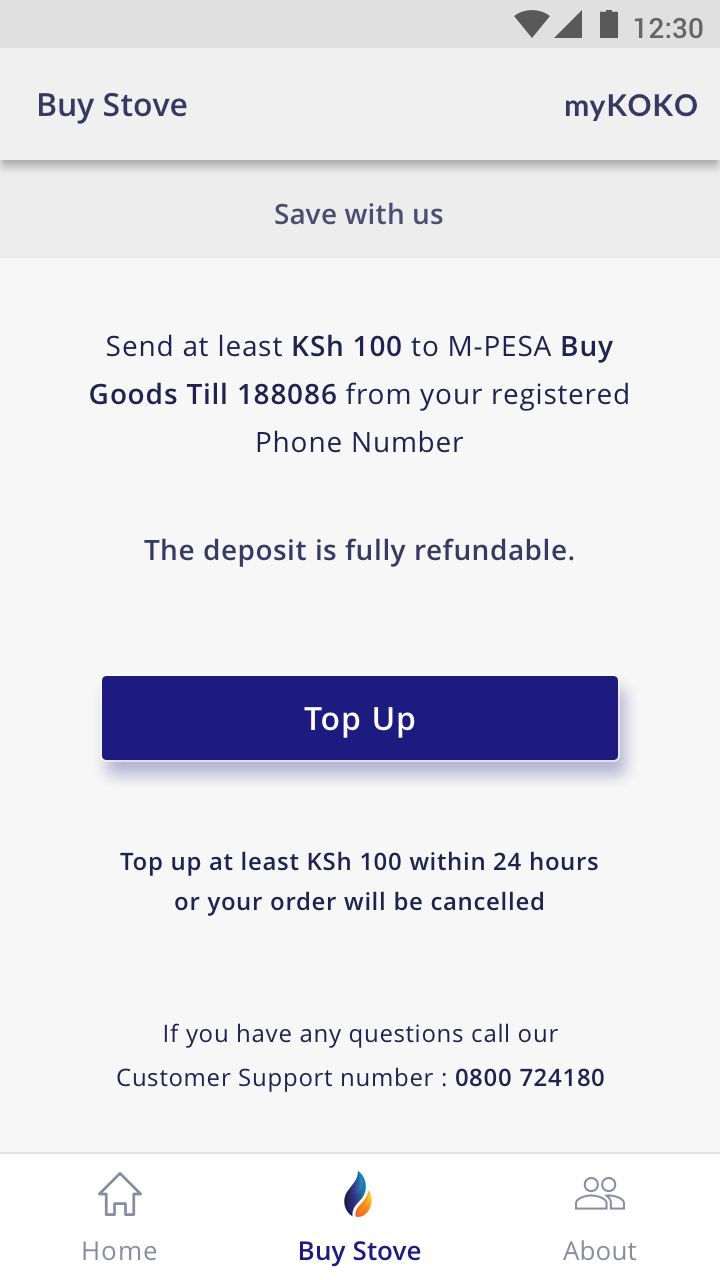 12:30
Buy Stove
myKOKO
Save with us
Send at least KSh 100 to M-PESA Buy
Goods Till 188086 from your registered
Phone Number
The deposit is fully refundable.
Top Up
Top up at least KSh 100 within 24 hours
or your order will be cancelled
If you have any questions call our
Customer Support number : 0800 724180
Home
Buy Stove
About